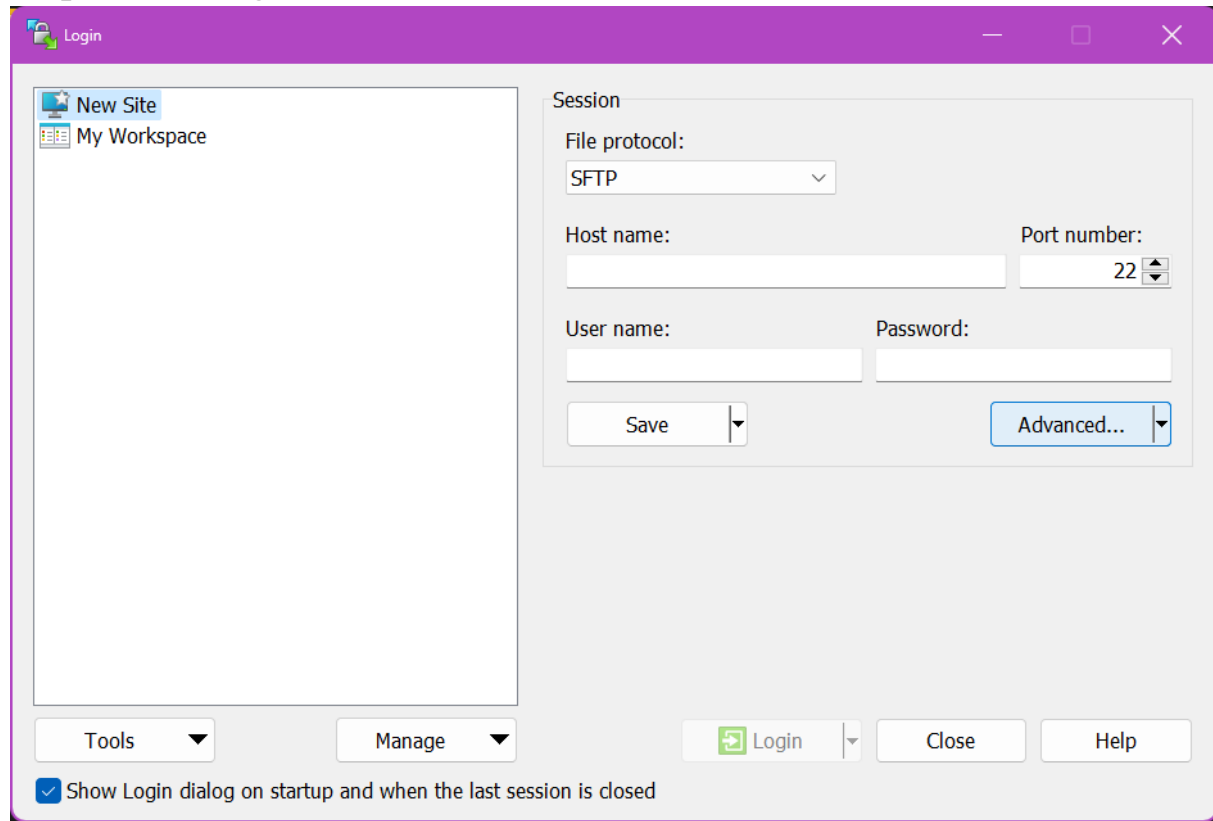 Login
New Site
My Workspace
Session
File protocol:
SFTP
Host name:
Port number:
22
User name:
Password:
Save
Advanced...
Tools
Manage
Login
Close
Help
Show Login dialog on startup and when the last session is closed